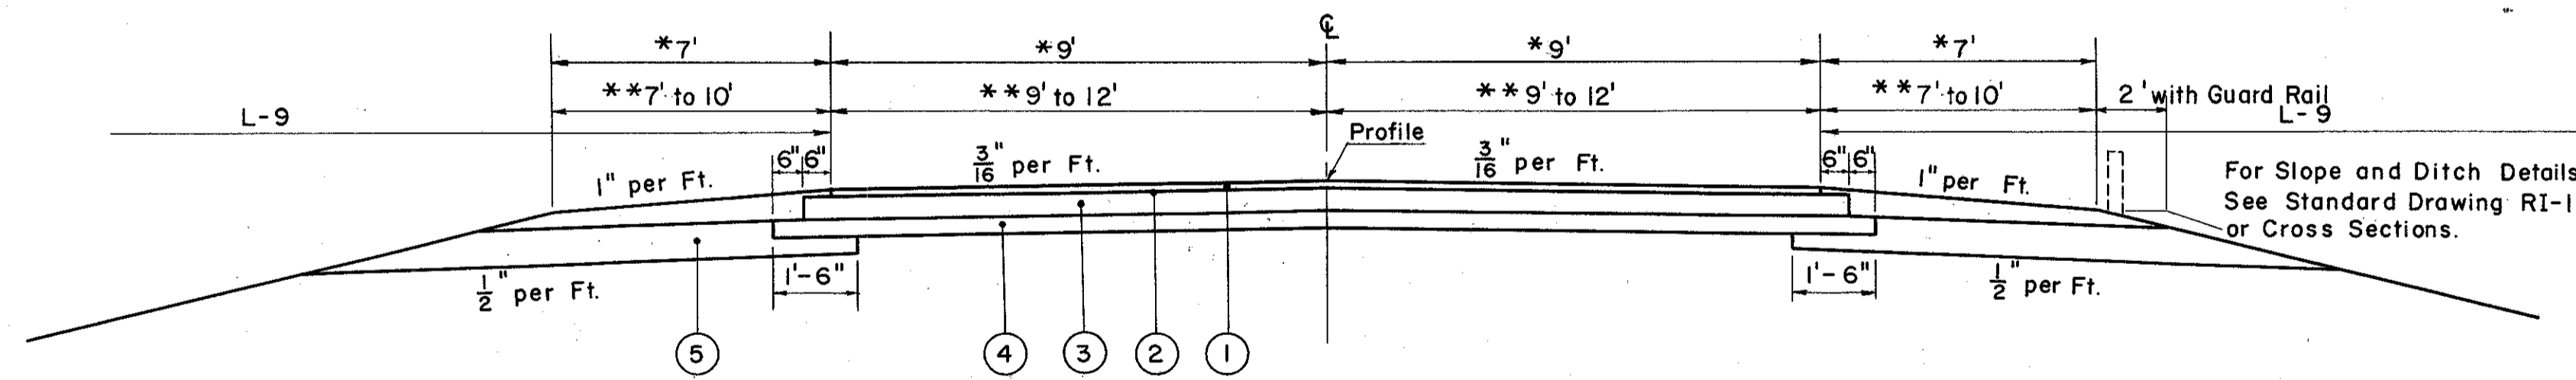 ℄
*7' *9' *9' *7'
**7' to 10' **9' to 12' **9' to 12' **7' to 10' 2' with Guard Rail
L-9 L-9
Profile
6" 6" 3/16" per Ft. 3/16" per Ft. 6" 6"
1" per Ft. 1" per Ft.
For Slope and Ditch Details
See Standard Drawing RI-1
or Cross Sections.
1/2" per Ft. 1'-6" 1'-6" 1/2" per Ft.
5 4 3 2 1